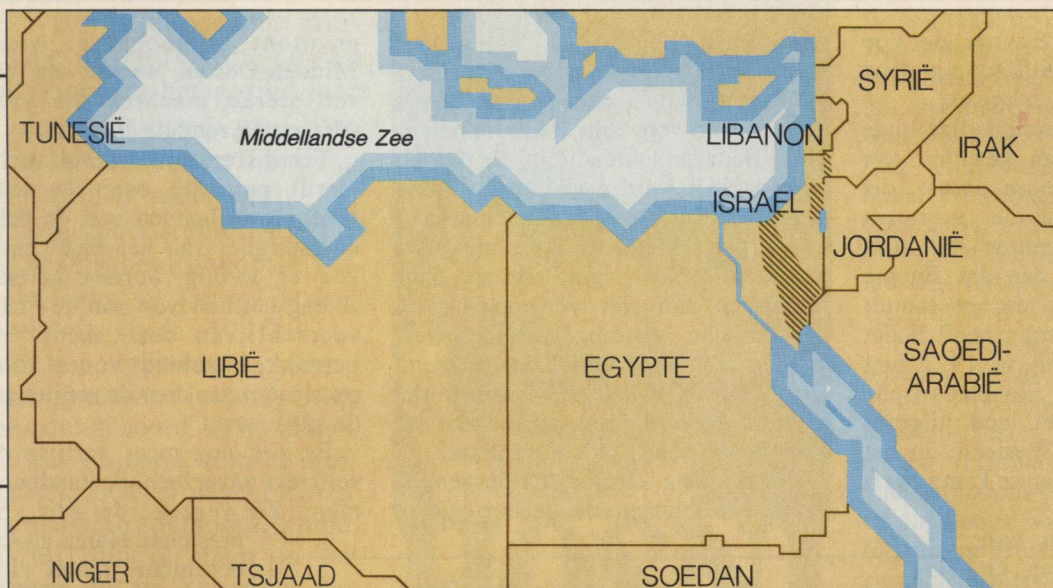 SYRIË
TUNESIË
Middellandse Zee
LIBANON
IRAK
ISRAEL
JORDANIË
LIBIË
EGYPTE
SAOEDI-
ARABIË
NIGER
TSJAAD
SOEDAN